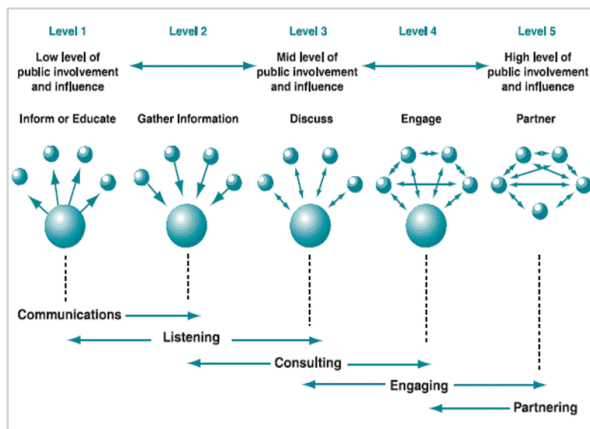 Level 1 Level 2 Level 3 Level 4 Level 5
Low level of public involvement and influence
Mid level of public involvement and influence
High level of public involvement and influence
Inform or Educate Gather Information Discuss Engage Partner
Communications
Listening
Consulting
Engaging
Partnering